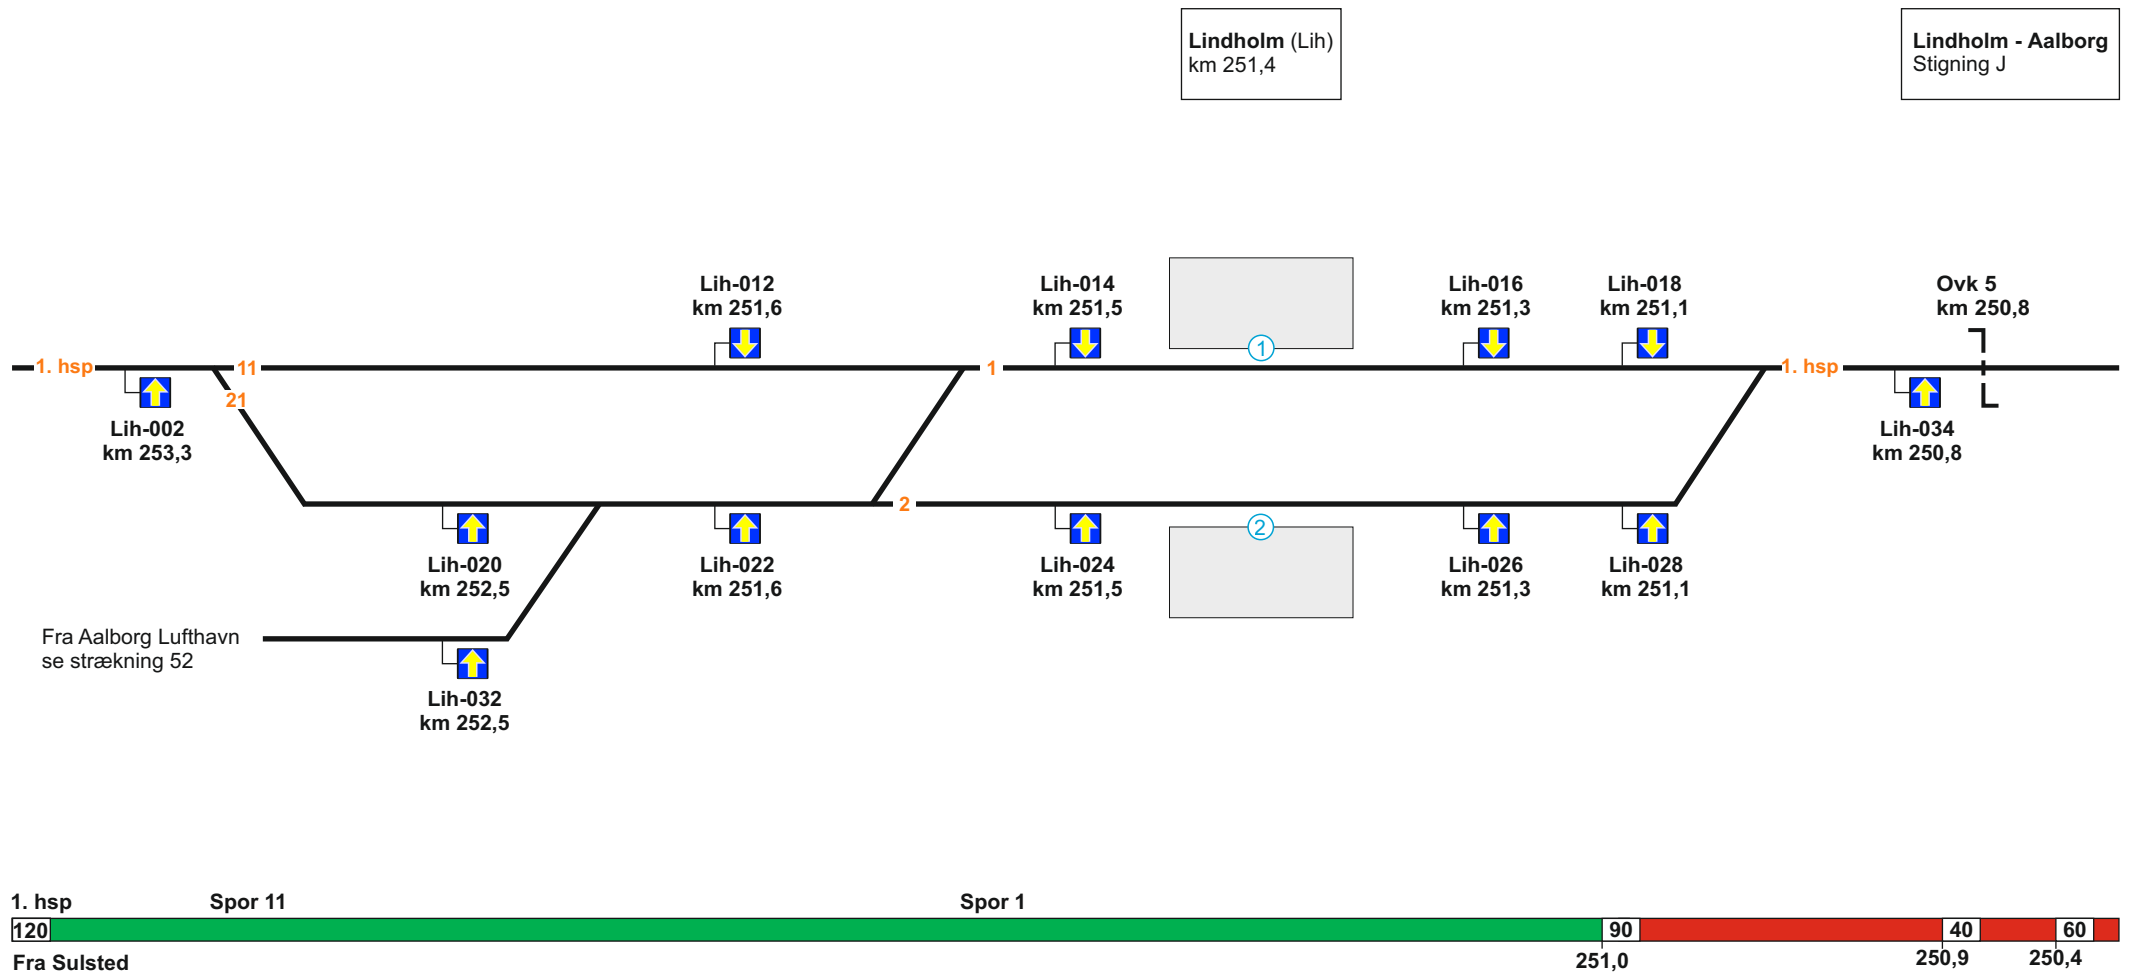 Lindholm (Lih)
km 251,4
Lindholm - Aalborg
Stigning J
Lih-012
km 251,6
Lih-014
km 251,5
Lih-016
km 251,3
Lih-018
km 251,1
Ovk 5
km 250,8
1
1. hsp
11
1
1. hsp
21
Lih-002
km 253,3
Lih-034
km 250,8
2
2
Lih-020
km 252,5
Lih-022
km 251,6
Lih-024
km 251,5
Lih-026
km 251,3
Lih-028
km 251,1
Fra Aalborg Lufthavn
se strækning 52
Lih-032
km 252,5
1. hsp
Spor 11
Spor 1
120
90
40
60
Fra Sulsted
251,0
250,9
250,4